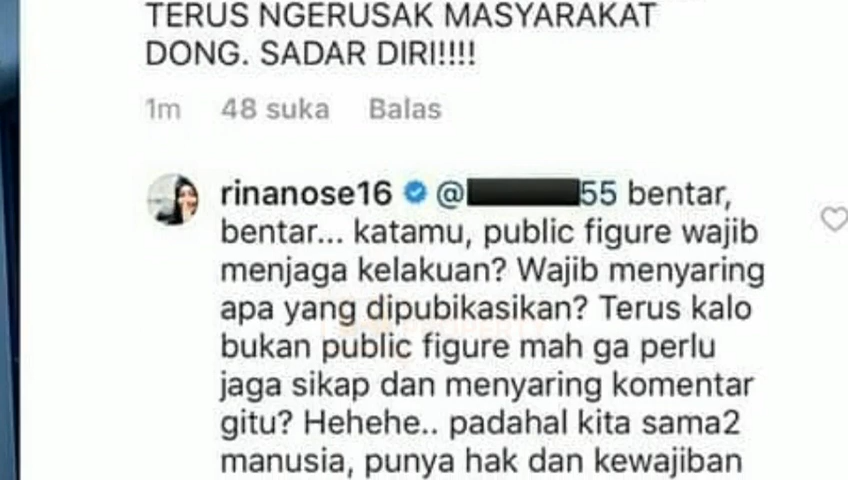 TERUS NGERUSAK MASYARAKAT
DONG. SADAR DIRI!!!!
1m 48 suka Balas
rinanose16 @55 bentar,
bentar... katamu, public figure wajib
menjaga kelakuan? Wajib menyaring
apa yang dipubikasikan? Terus kalo
bukan public figure mah ga perlu
jaga sikap dan menyaring komentar
gitu? Hehehe.. padahal kita sama2
manusia, punya hak dan kewajiban